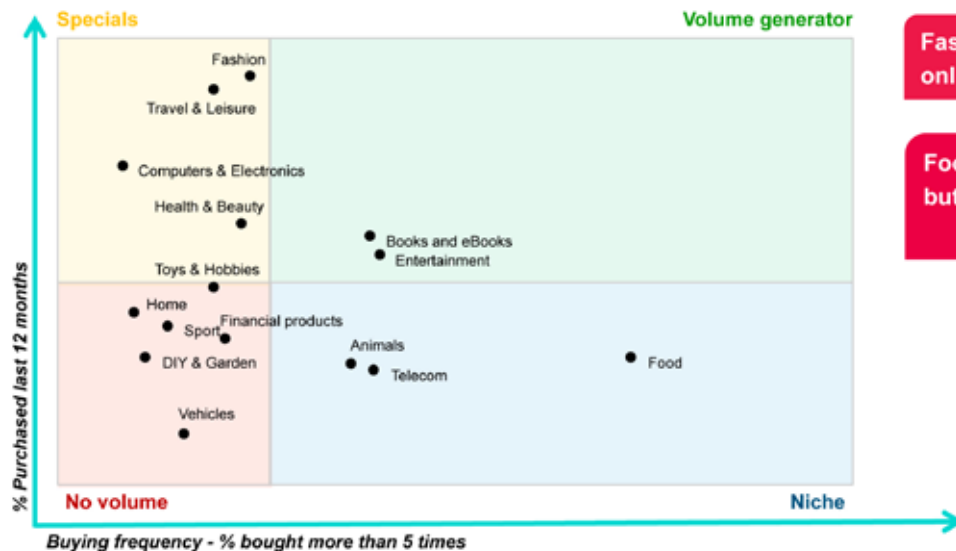 Specials
Volume generator
Fashion
Travel & Leisure
Computers & Electronics
Health & Beauty
Books and eBooks
Entertainment
Toys & Hobbies
Home
Sport
Financial products
DIY & Garden
Animals
Telecom
Food
Vehicles
No volume
Niche
% Purchased last 12 months
Buying frequency - % bought more than 5 times
but